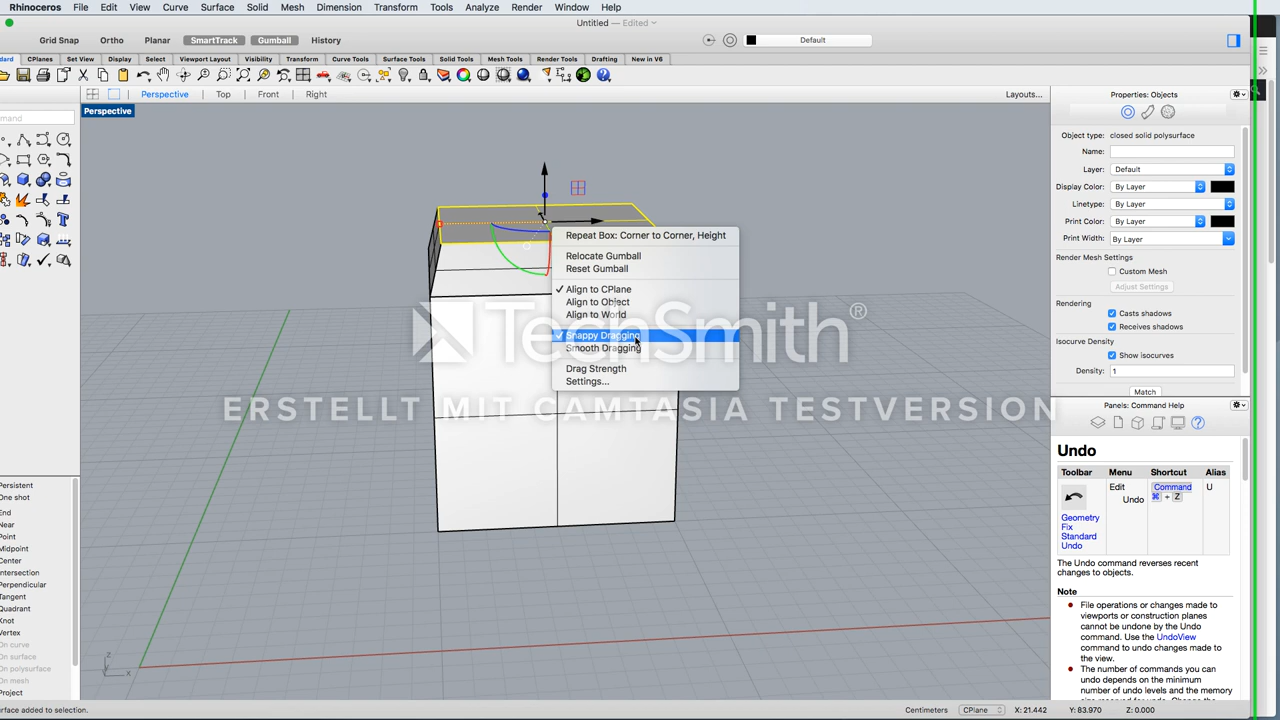 Rhinoceros File Edit View Curve Surface Solid Mesh Dimension Transform Tools Analyze Render Window Help
Untitled — Edited
Grid Snap Ortho Planar SmartTrack Gumball History Default
dard CPlanes Set View Display Select Viewport Layout Visibility Transform Curve Tools Surface Tools Solid Tools Mesh Tools Render Tools Drafting New in V6
Perspective Top Front Right Layouts...
mmand
Perspective
Repeat Box: Corner to Corner, Height
Relocate Gumball
Reset Gumball
✓ Align to CPlane
Align to Object
Align to World
✓ Snappy Dragging
Smooth Dragging
Drag Strength
Settings...
TechSmith®
ERSTELLT MIT CAMTASIA TESTVERSION
Properties: Objects
Object type: closed solid polysurface
Name:
Layer: Default
Display Color: By Layer
Linetype: By Layer
Print Color: By Layer
Print Width: By Layer
Render Mesh Settings
Custom Mesh
Adjust Settings
Rendering
Casts shadows
Receives shadows
Isocurve Density
Show isocurves
Density: 1
Match
Panels: Command Help
Undo
Toolbar Menu Shortcut Alias
Edit Command U
Undo ⌘ + Z
Geometry
Fix
Standard
Undo
The Undo command reverses recent
changes to objects.
Note
File operations or changes made to
viewports or construction planes
cannot be undone by the Undo
command. Use the UndoView
command to undo changes made to
the view.
The number of commands you can
undo depends on the minimum
number of undo levels and the memory
Persistent
One shot
End
Near
Point
Midpoint
Center
ntersection
Perpendicular
Tangent
Quadrant
Knot
Vertex
On curve
On surface
On polysurface
On mesh
Project
z
x
urface added to selection.
Centimeters CPlane X: 21.442 Y: 83.970 Z: 0.000